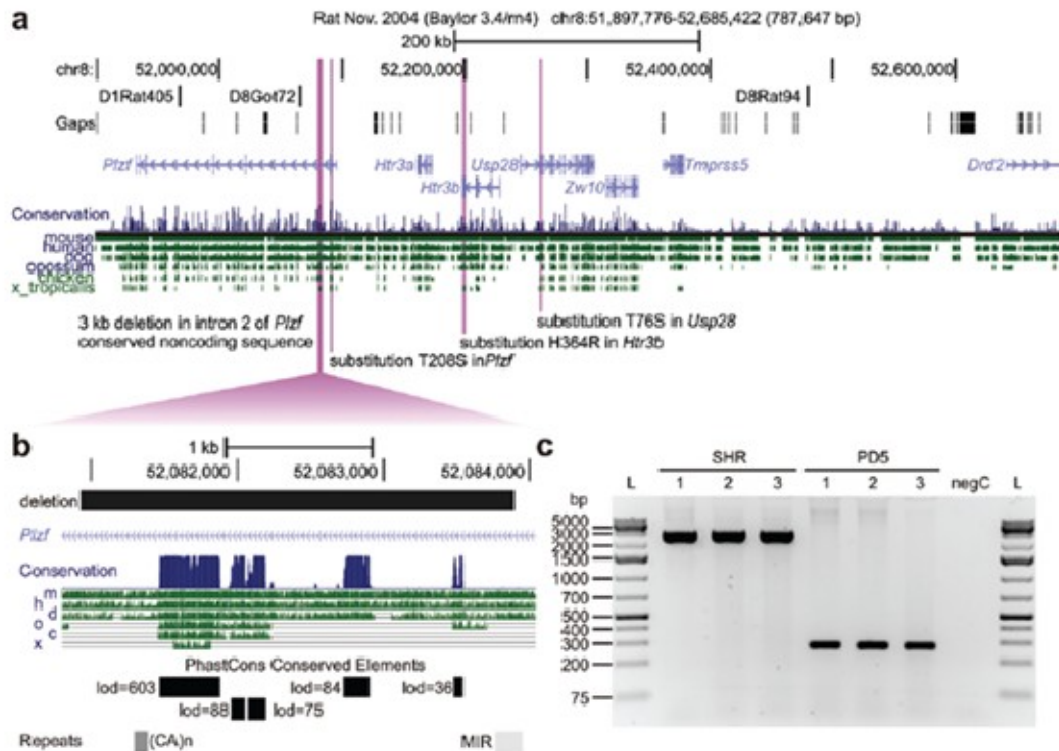 a
Rat Nov. 2004 (Baylor 3.4/rn4) chr8:51,897,776-52,685,422 (787,647 bp)
200 kb
chr8: 52,000,000 52,200,000 52,400,000 52,600,000
D1Rat405 D8Got72 D8Rat94
Gaps
Plzf Htr3a Usp28 Tmprss5 Drd2
Htr3b Zw10
Conservation
mouse
human
dog
opossum
chicken
x_tropicalis
3 kb deletion in intron 2 of Plzf
conserved noncoding sequence
substitution T208S in Plzf
substitution H364R in Htr3b
substitution T76S in Usp28
b
1 kb
52,082,000 52,083,000 52,084,000
deletion
Plzf
Conservation
m
h
d
o
c
x
PhastCons Conserved Elements
lod=603 lod=84 lod=36
lod=88 lod=75
Repeats (CA)n MIR
c
SHR PD5
L 1 2 3 1 2 3 negC L
bp
5000
3000
2000
1500
1000
700
500
400
300
200
75